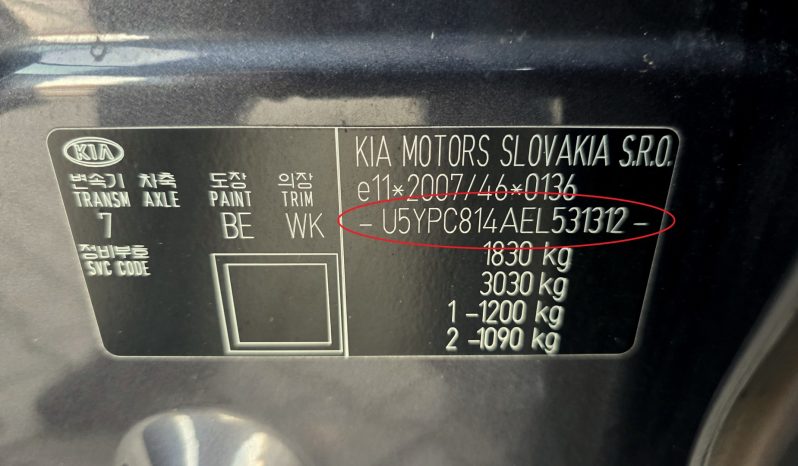 KIA
변속기 차축 도장 의장
TRANSM AXLE PAINT TRIM
7 BE WK
정비부호
SVC CODE
KIA MOTORS SLOVAKIA S.R.O.
e11*2007/46*0136
- U5YPC814AEL531312 -
1830 kg
3030 kg
1 -1200 kg
2 -1090 kg